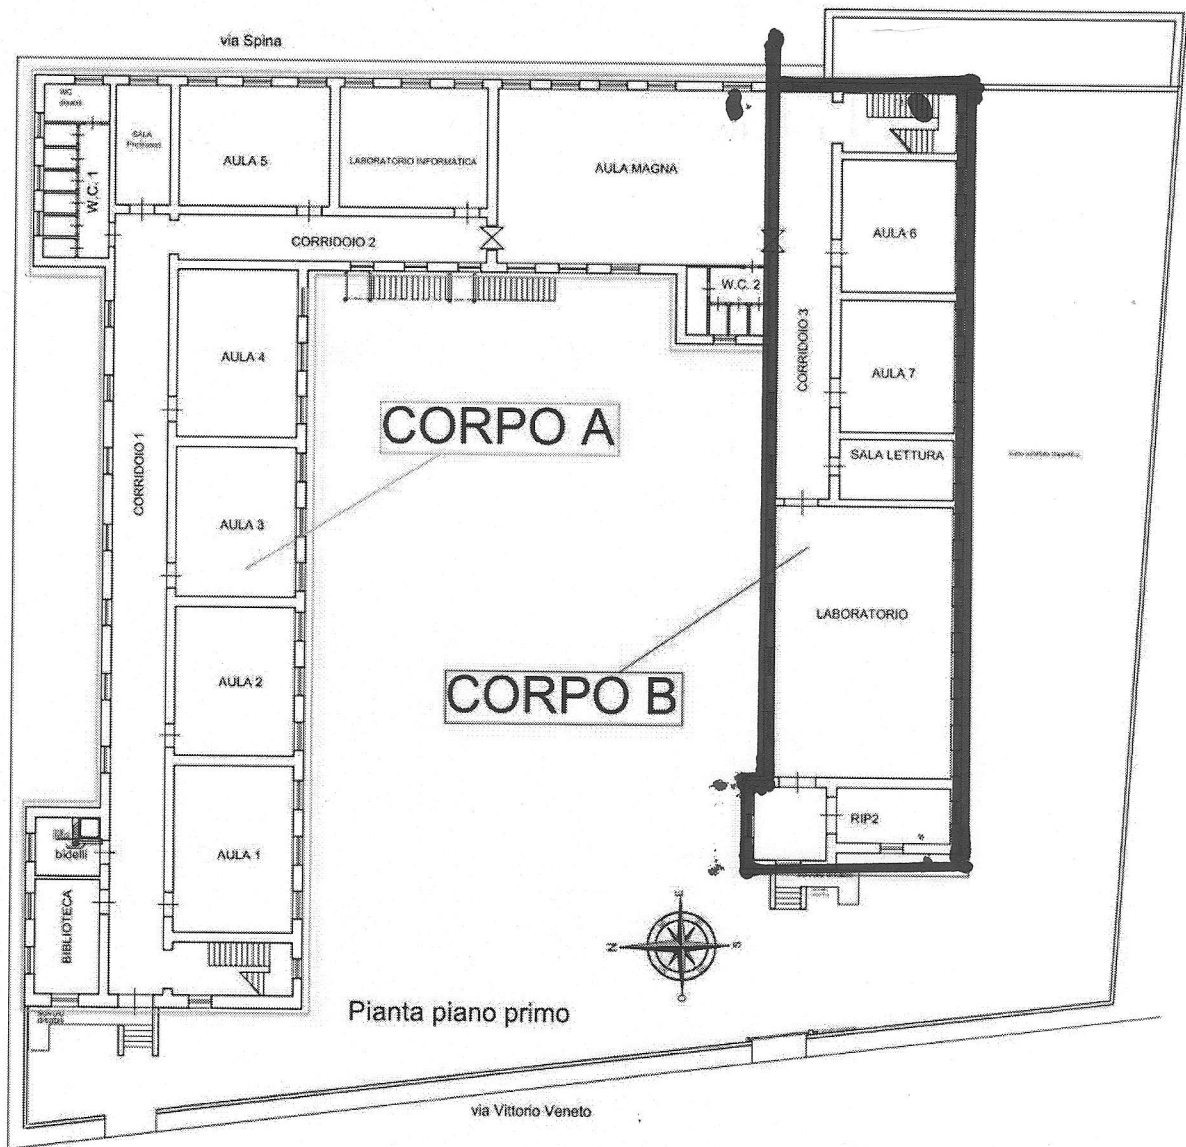 via Spina
WC
SALA
AULA 5
LABORATORIO INFORMATICA
AULA MAGNA
W.C. 1
CORRIDOIO 2
AULA 6
W.C. 2
AULA 4
CORRIDOIO 3
AULA 7
CORPO A
CORRIDOIO 1
SALA LETTURA
AULA 3
LABORATORIO
AULA 2
CORPO B
RIP2
bidelli
AULA 1
BIBLIOTECA
E
N
S
O
Pianta piano primo
via Vittorio Veneto